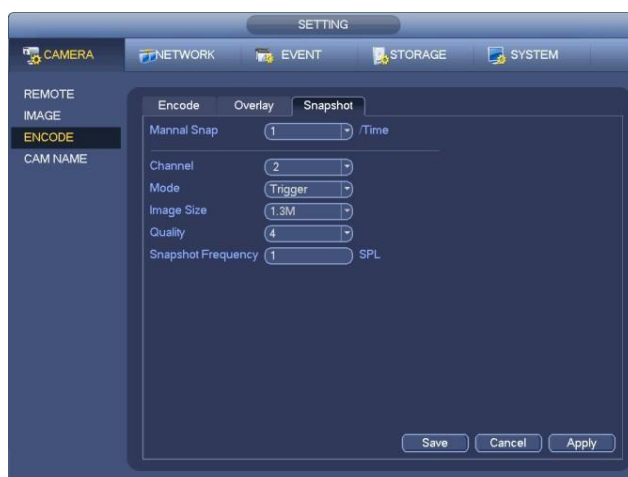 SETTING
CAMERA NETWORK EVENT STORAGE SYSTEM
REMOTE
IMAGE
ENCODE
CAM NAME
Encode Overlay Snapshot
Mannal Snap 1 /Time
Channel 2
Mode Trigger
Image Size 1.3M
Quality 4
Snapshot Frequency 1 SPL
Save Cancel Apply